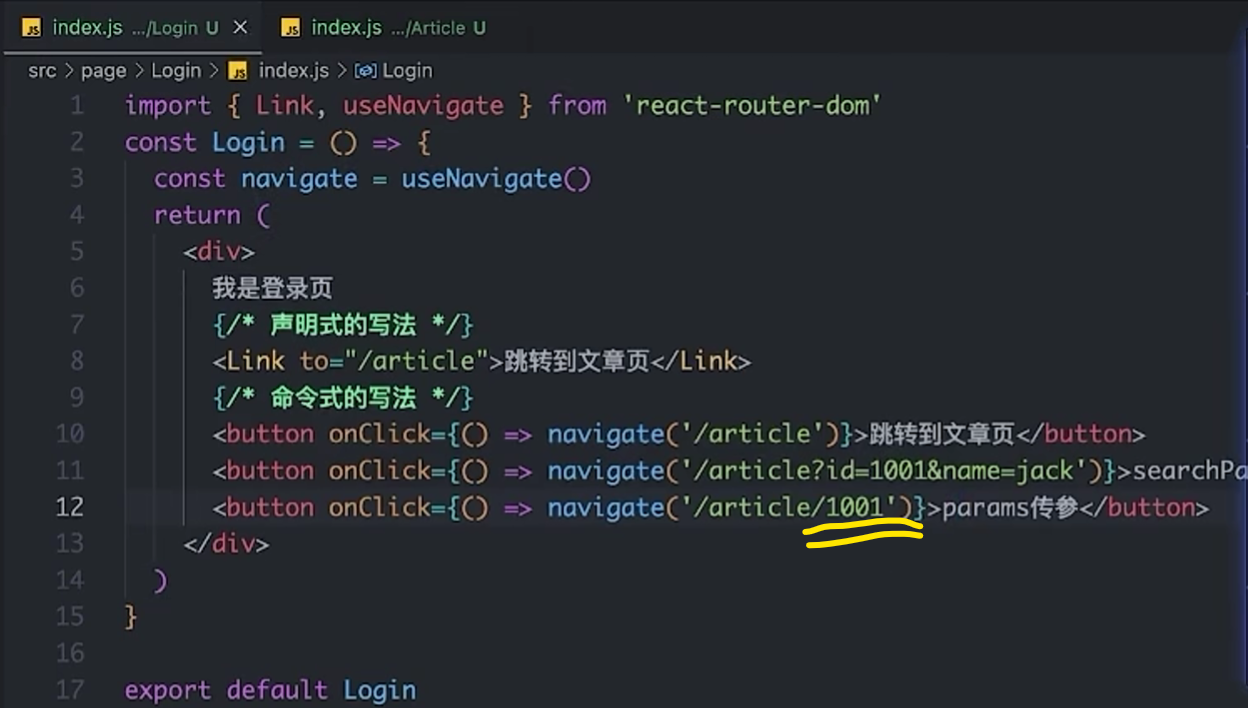 index.js .../Login U × index.js .../Article U
src > page > Login > index.js > Login
1 import { Link, useNavigate } from 'react-router-dom'
2 const Login = () => {
3 const navigate = useNavigate()
4 return (
5 <div>
6 我是登录页
7 {/* 声明式的写法 */}
8 <Link to="/article">跳转到文章页</Link>
9 {/* 命令式的写法 */}
10 <button onClick={() => navigate('/article')}>跳转到文章页</button>
11 <button onClick={() => navigate('/article?id=1001&name=jack')}>searchPa
12 <button onClick={() => navigate('/article/1001')}>params传参</button>
13 </div>
14 )
15 }
16
17 export default Login